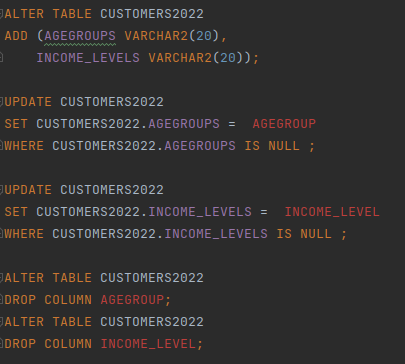 ALTER TABLE CUSTOMERS2022
ADD (AGEGROUPS VARCHAR2(20),
    INCOME_LEVELS VARCHAR2(20));
UPDATE CUSTOMERS2022
SET CUSTOMERS2022.AGEGROUPS =  AGEGROUP
WHERE CUSTOMERS2022.AGEGROUPS IS NULL ;
UPDATE CUSTOMERS2022
SET CUSTOMERS2022.INCOME_LEVELS =  INCOME_LEVEL
WHERE CUSTOMERS2022.INCOME_LEVELS IS NULL ;
ALTER TABLE CUSTOMERS2022
DROP COLUMN AGEGROUP;
ALTER TABLE CUSTOMERS2022
DROP COLUMN INCOME_LEVEL;